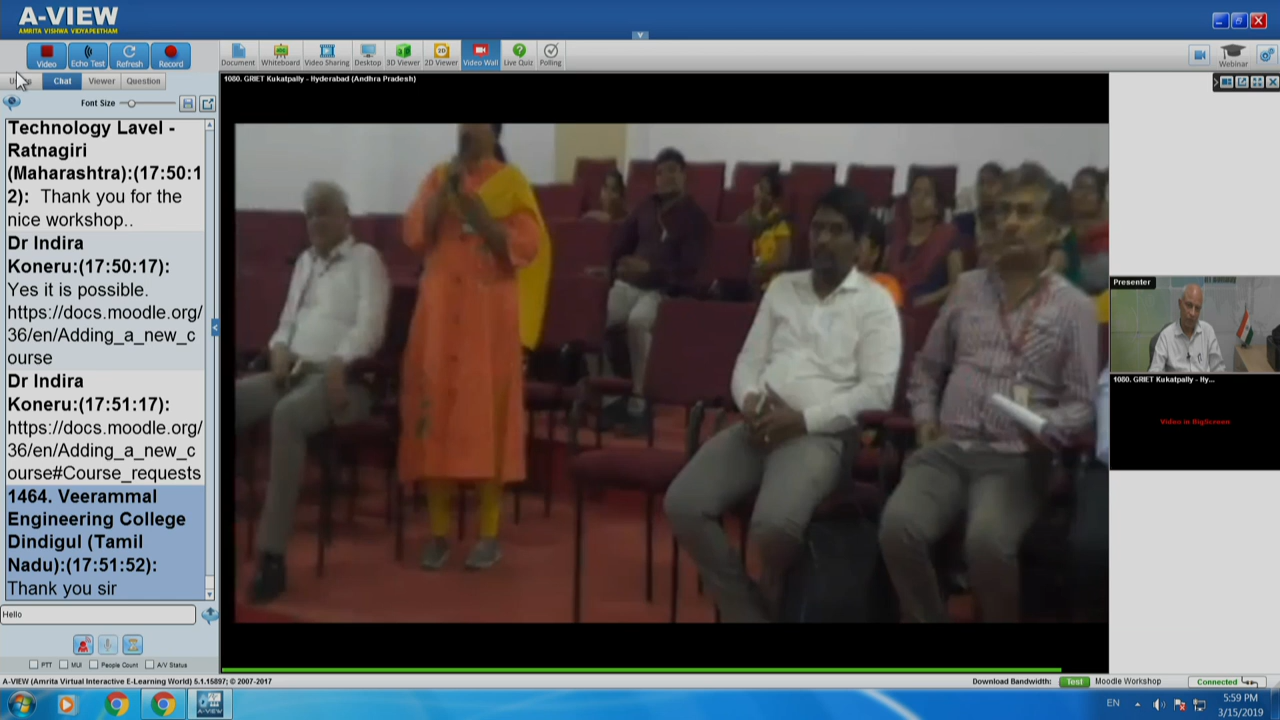 A-VIEW
AMRITA VISHWA VIDYAPEETHAM
Video
Echo Test
Refresh
Record
Document
Whiteboard
Video Sharing
Desktop
3D Viewer
2D Viewer
Video Wall
Live Quiz
Polling
Webinar
Chat
Viewer
Question
Font Size
Technology Lavel -
Ratnagiri
(Maharashtra):(17:50:1
2): Thank you for the
nice workshop..
Dr Indira
Koneru:(17:50:17):
Yes it is possible.
https://docs.moodle.org/
36/en/Adding_a_new_c
ourse
Dr Indira
Koneru:(17:51:17):
https://docs.moodle.org/
36/en/Adding_a_new_c
ourse#Course_requests
1464. Veerammal
Engineering College
Dindigul (Tamil
Nadu):(17:51:52):
Thank you sir
Hello
PTT
MUI
People Count
A/V Status
1080. GRIET Kukatpally - Hyderabad (Andhra Pradesh)
Presenter
1080. GRIET Kukatpally - Hy...
Video in BigScreen
A-VIEW (Amrita Virtual Interactive E-Learning World) 5.1.15897; © 2007-2017
Download Bandwidth:
Test
Moodle Workshop
Connected
A-VIEW
EN
5:59 PM
3/15/2019